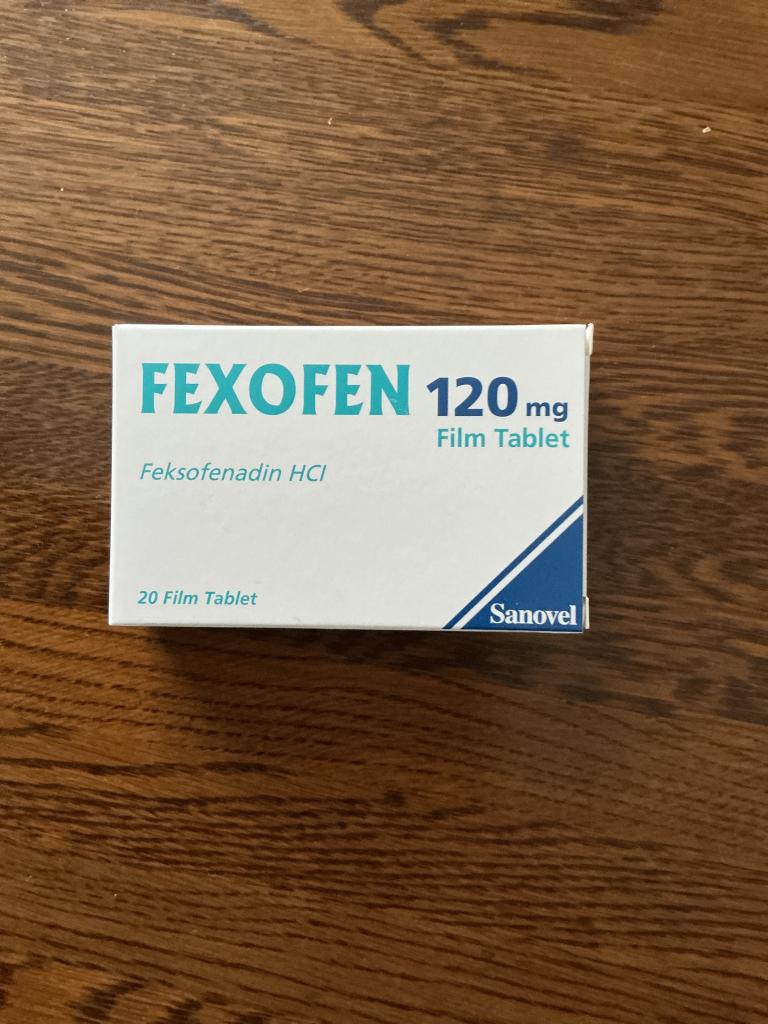 FEXOFEN 120 mg
Film Tablet
Feksofenadin HCl
20 Film Tablet
Sanovel